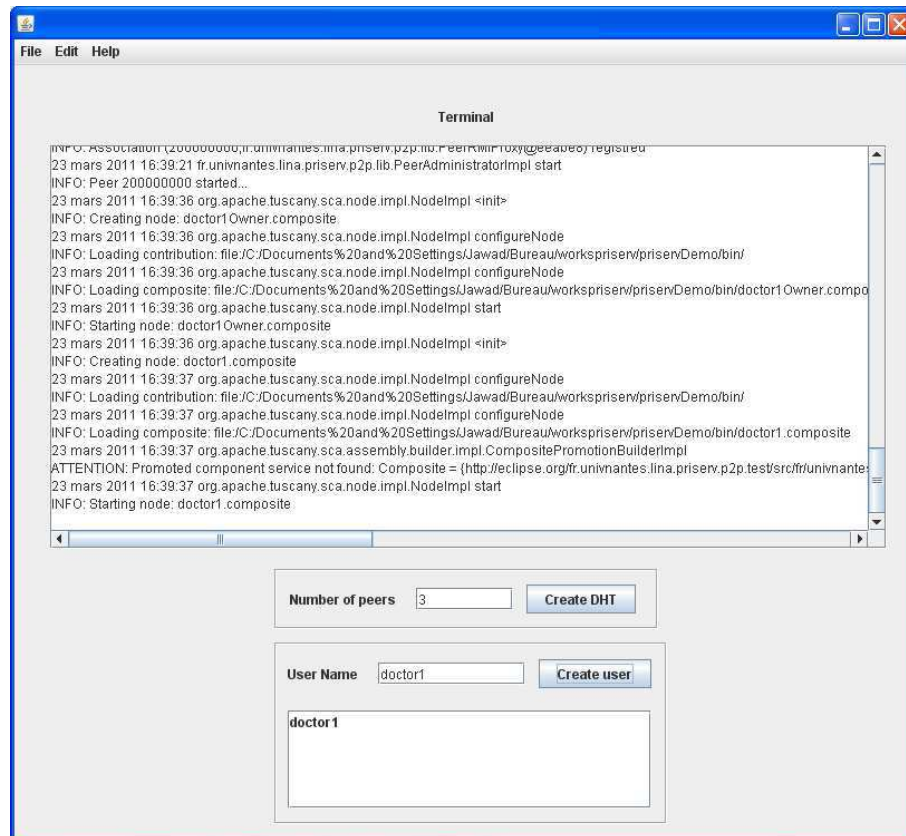 File Edit Help
Terminal
INFO: Association (200000000,fr.univnantes.lina.priserv.p2p.lib.PeerRMIProxy@eeabe8) registred
23 mars 2011 16:39:21 fr.univnantes.lina.priserv.p2p.lib.PeerAdministratorImpl start
INFO: Peer 200000000 started...
23 mars 2011 16:39:36 org.apache.tuscany.sca.node.impl.NodeImpl <init>
INFO: Creating node: doctor1Owner.composite
23 mars 2011 16:39:36 org.apache.tuscany.sca.node.impl.NodeImpl configureNode
INFO: Loading contribution: file:/C:/Documents%20and%20Settings/Jawad/Bureau/workspriserv/priservDemo/bin/
23 mars 2011 16:39:36 org.apache.tuscany.sca.node.impl.NodeImpl configureNode
INFO: Loading composite: file:/C:/Documents%20and%20Settings/Jawad/Bureau/workspriserv/priservDemo/bin/doctor1Owner.compo
23 mars 2011 16:39:36 org.apache.tuscany.sca.node.impl.NodeImpl start
INFO: Starting node: doctor1Owner.composite
23 mars 2011 16:39:36 org.apache.tuscany.sca.node.impl.NodeImpl <init>
INFO: Creating node: doctor1.composite
23 mars 2011 16:39:37 org.apache.tuscany.sca.node.impl.NodeImpl configureNode
INFO: Loading contribution: file:/C:/Documents%20and%20Settings/Jawad/Bureau/workspriserv/priservDemo/bin/
23 mars 2011 16:39:37 org.apache.tuscany.sca.node.impl.NodeImpl configureNode
INFO: Loading composite: file:/C:/Documents%20and%20Settings/Jawad/Bureau/workspriserv/priservDemo/bin/doctor1.composite
23 mars 2011 16:39:37 org.apache.tuscany.sca.assembly.builder.impl.CompositePromotionBuilderImpl
ATTENTION: Promoted component service not found: Composite = {http://eclipse.org/fr.univnantes.lina.priserv.p2p.test/src/fr/univnante
23 mars 2011 16:39:37 org.apache.tuscany.sca.node.impl.NodeImpl start
INFO: Starting node: doctor1.composite
Number of peers 3 Create DHT
User Name doctor1 Create user
doctor1